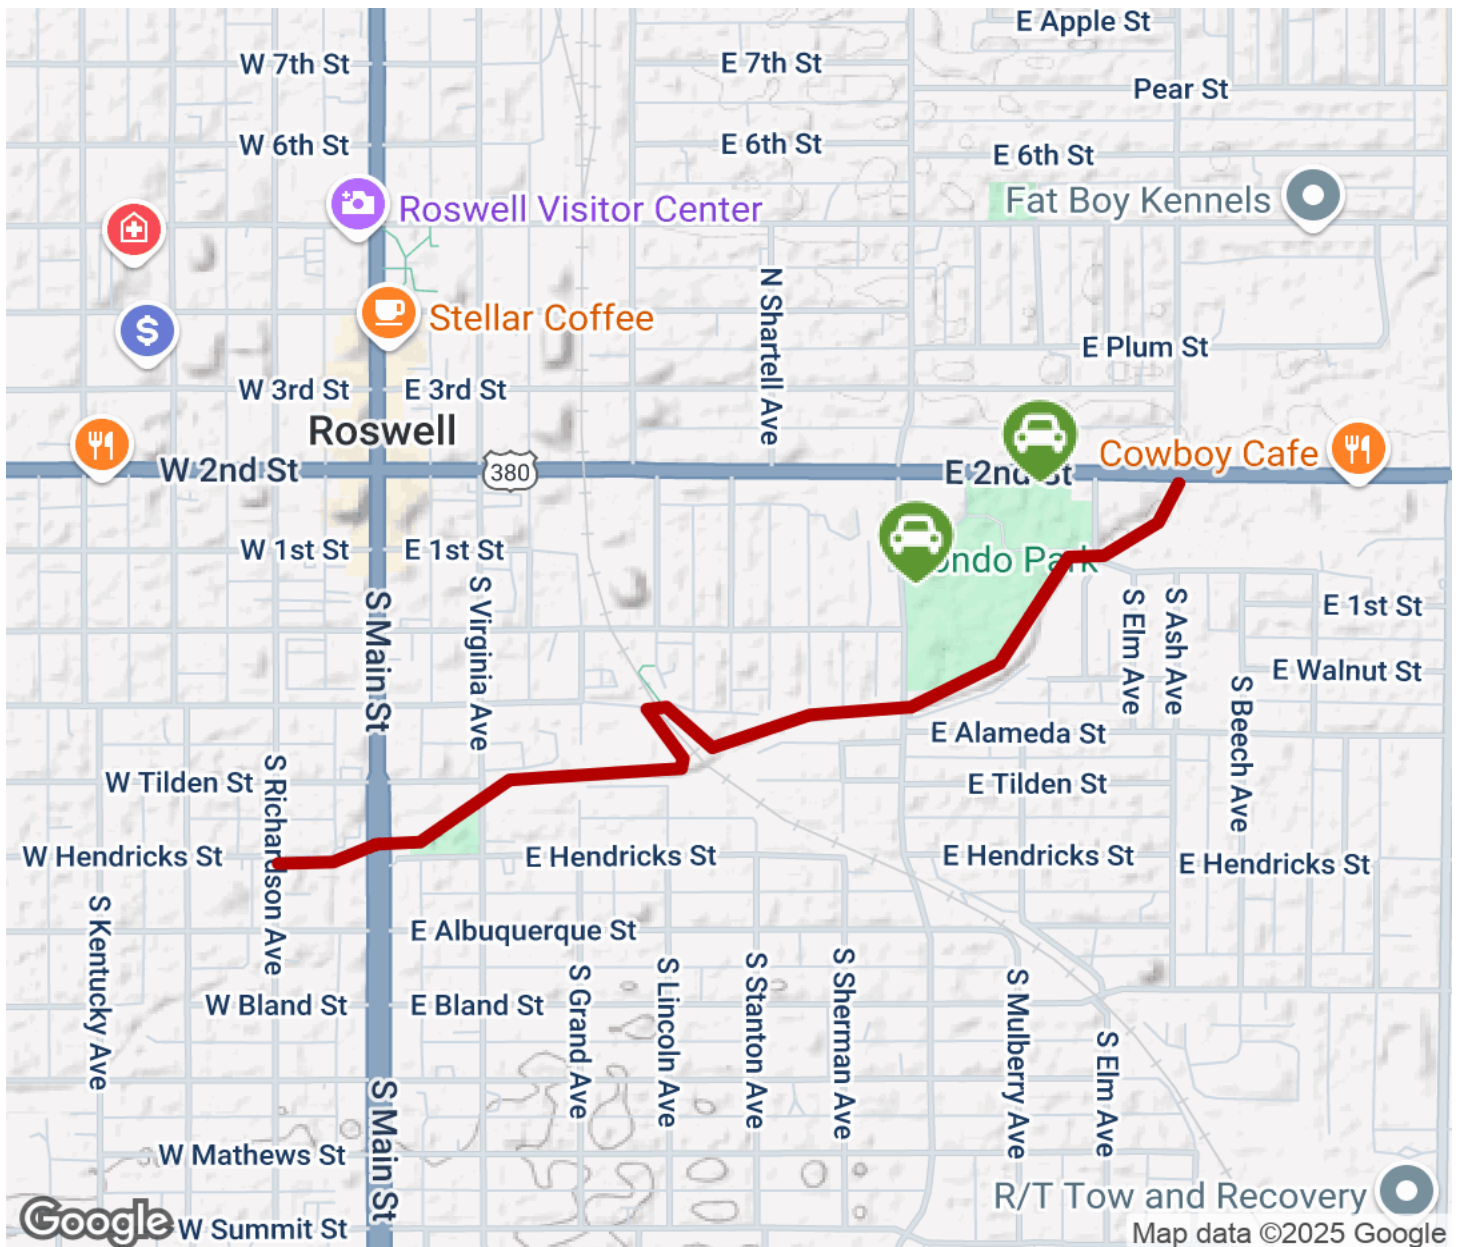 E Apple St
W 7th St
E 7th St
Pear St
W 6th St
E 6th St
E 6th St
Fat Boy Kennels
Roswell Visitor Center
N Shartell Ave
Stellar Coffee
E Plum St
W 3rd St
E 3rd St
Roswell
Cowboy Cafe
W 2nd St
380
E 2nd St
W 1st St
E 1st St
ondo Park
S Main St
S Virginia Ave
S Elm Ave
S Ash Ave
E 1st St
E Walnut St
S Beech Ave
E Alameda St
W Tilden St
S Richardson Ave
E Tilden St
W Hendricks St
E Hendricks St
E Hendricks St
E Hendricks St
S Kentucky Ave
E Albuquerque St
W Bland St
E Bland St
S Grand Ave
S Lincoln Ave
S Stanton Ave
S Sherman Ave
S Mulberry Ave
S Elm Ave
S Main St
W Mathews St
R/T Tow and Recovery
Google
W Summit St
Map data ©2025 Google